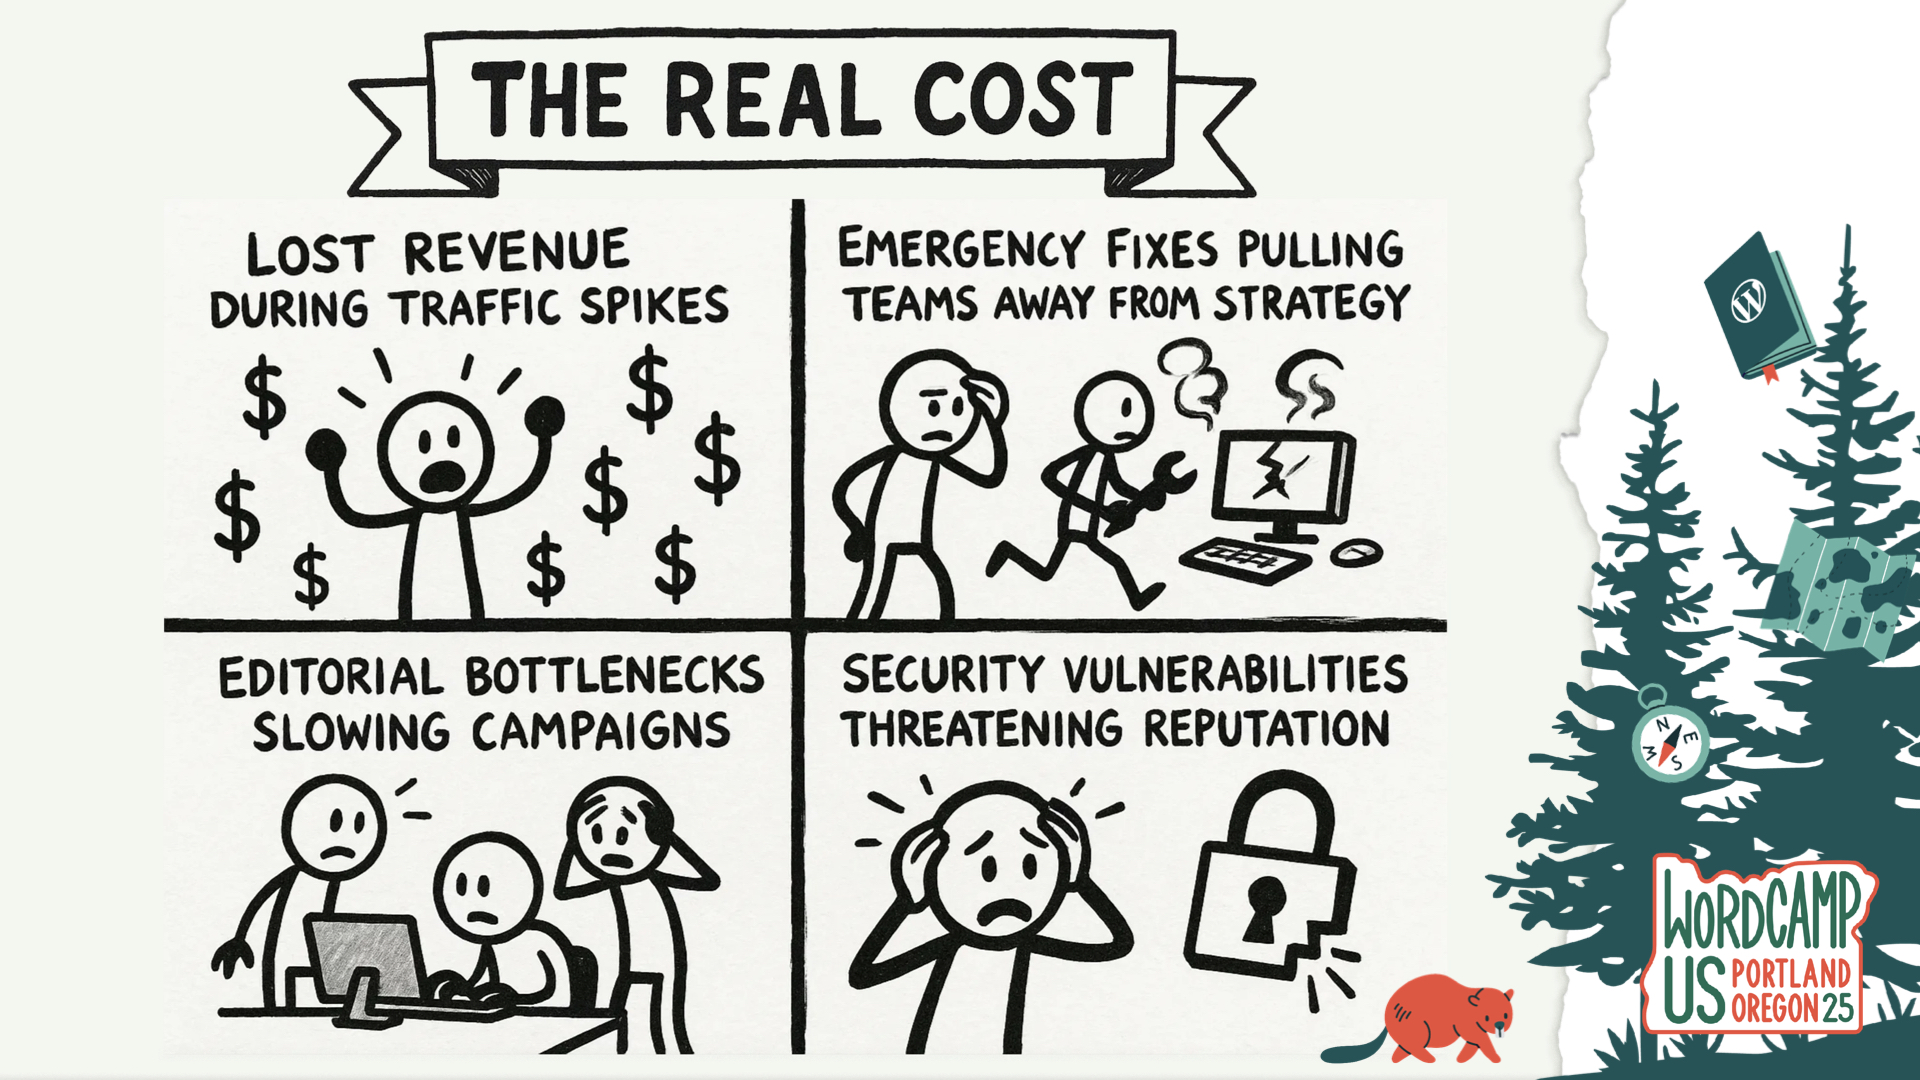 THE REAL COST
LOST REVENUE
DURING TRAFFIC SPIKES
EMERGENCY FIXES PULLING
TEAMS AWAY FROM STRATEGY
EDITORIAL BOTTLENECKS
SLOWING CAMPAIGNS
SECURITY VULNERABILITIES
THREATENING REPUTATION
W
N
E
S
W
WORDCAMP
US PORTLAND
OREGON 25